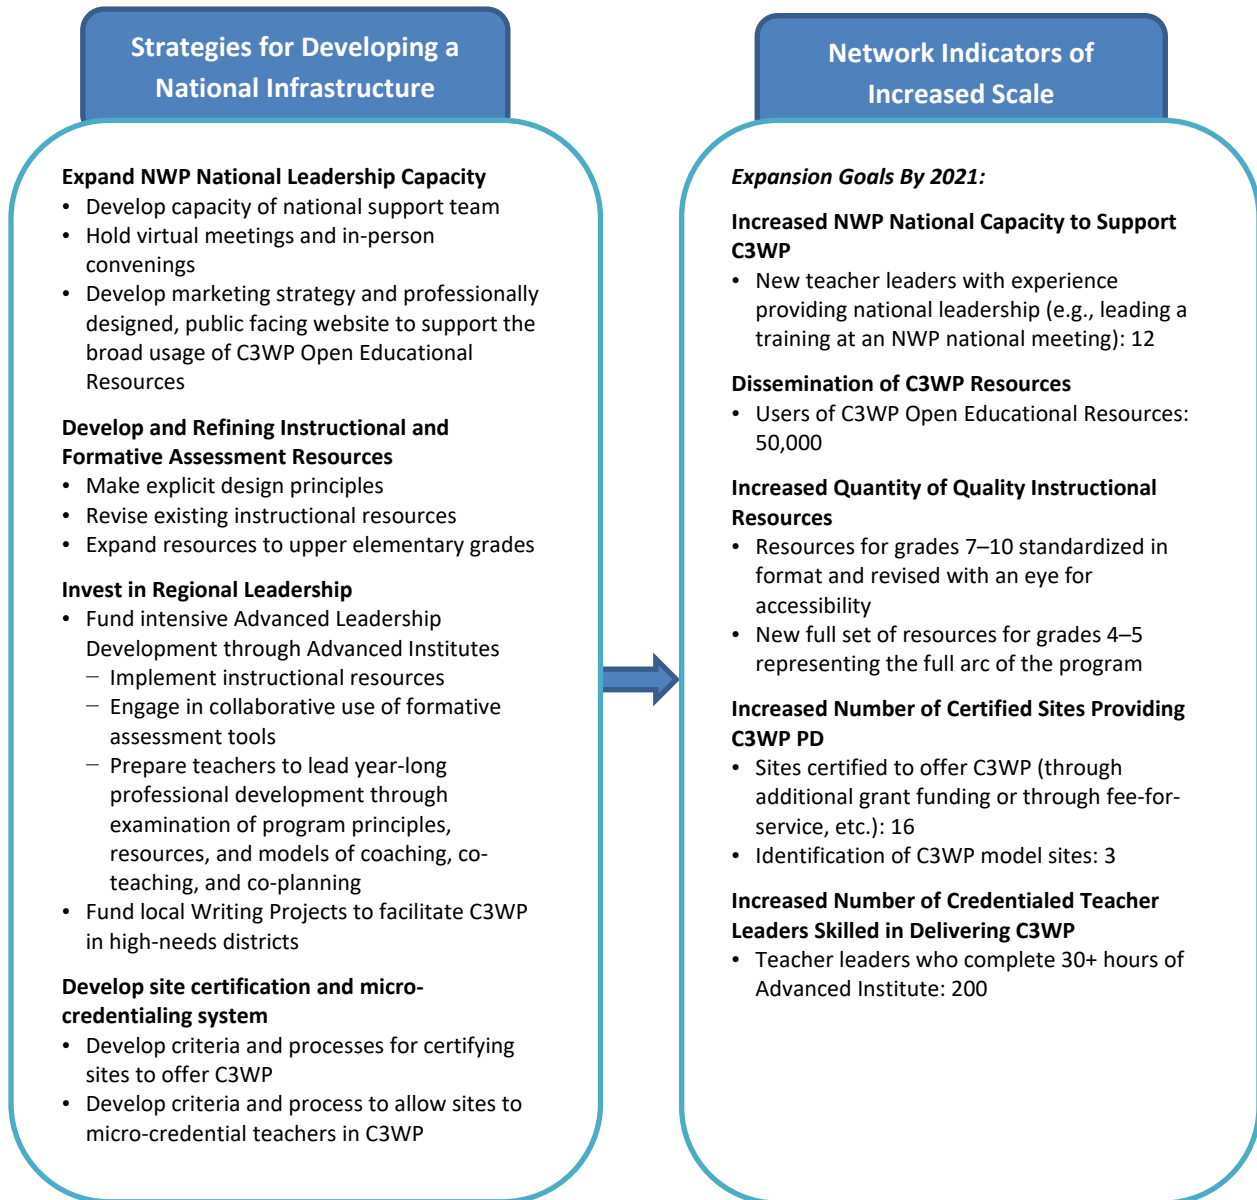 Strategies for Developing a
National Infrastructure
Expand NWP National Leadership Capacity
• Develop capacity of national support team
• Hold virtual meetings and in-person
convenings
• Develop marketing strategy and professionally
designed, public facing website to support the
broad usage of C3WP Open Educational
Resources
Develop and Refining Instructional and
Formative Assessment Resources
• Make explicit design principles
• Revise existing instructional resources
• Expand resources to upper elementary grades
Invest in Regional Leadership
• Fund intensive Advanced Leadership
Development through Advanced Institutes
− Implement instructional resources
− Engage in collaborative use of formative
assessment tools
− Prepare teachers to lead year-long
professional development through
examination of program principles,
resources, and models of coaching, co-
teaching, and co-planning
• Fund local Writing Projects to facilitate C3WP
in high-needs districts
Develop site certification and micro-
credentialing system
• Develop criteria and processes for certifying
sites to offer C3WP
• Develop criteria and process to allow sites to
micro-credential teachers in C3WP
Network Indicators of
Increased Scale
Expansion Goals By 2021:
Increased NWP National Capacity to Support
C3WP
• New teacher leaders with experience
providing national leadership (e.g., leading a
training at an NWP national meeting): 12
Dissemination of C3WP Resources
• Users of C3WP Open Educational Resources:
50,000
Increased Quantity of Quality Instructional
Resources
• Resources for grades 7–10 standardized in
format and revised with an eye for
accessibility
• New full set of resources for grades 4–5
representing the full arc of the program
Increased Number of Certified Sites Providing
C3WP PD
• Sites certified to offer C3WP (through
additional grant funding or through fee-for-
service, etc.): 16
• Identification of C3WP model sites: 3
Increased Number of Credentialed Teacher
Leaders Skilled in Delivering C3WP
• Teacher leaders who complete 30+ hours of
Advanced Institute: 200